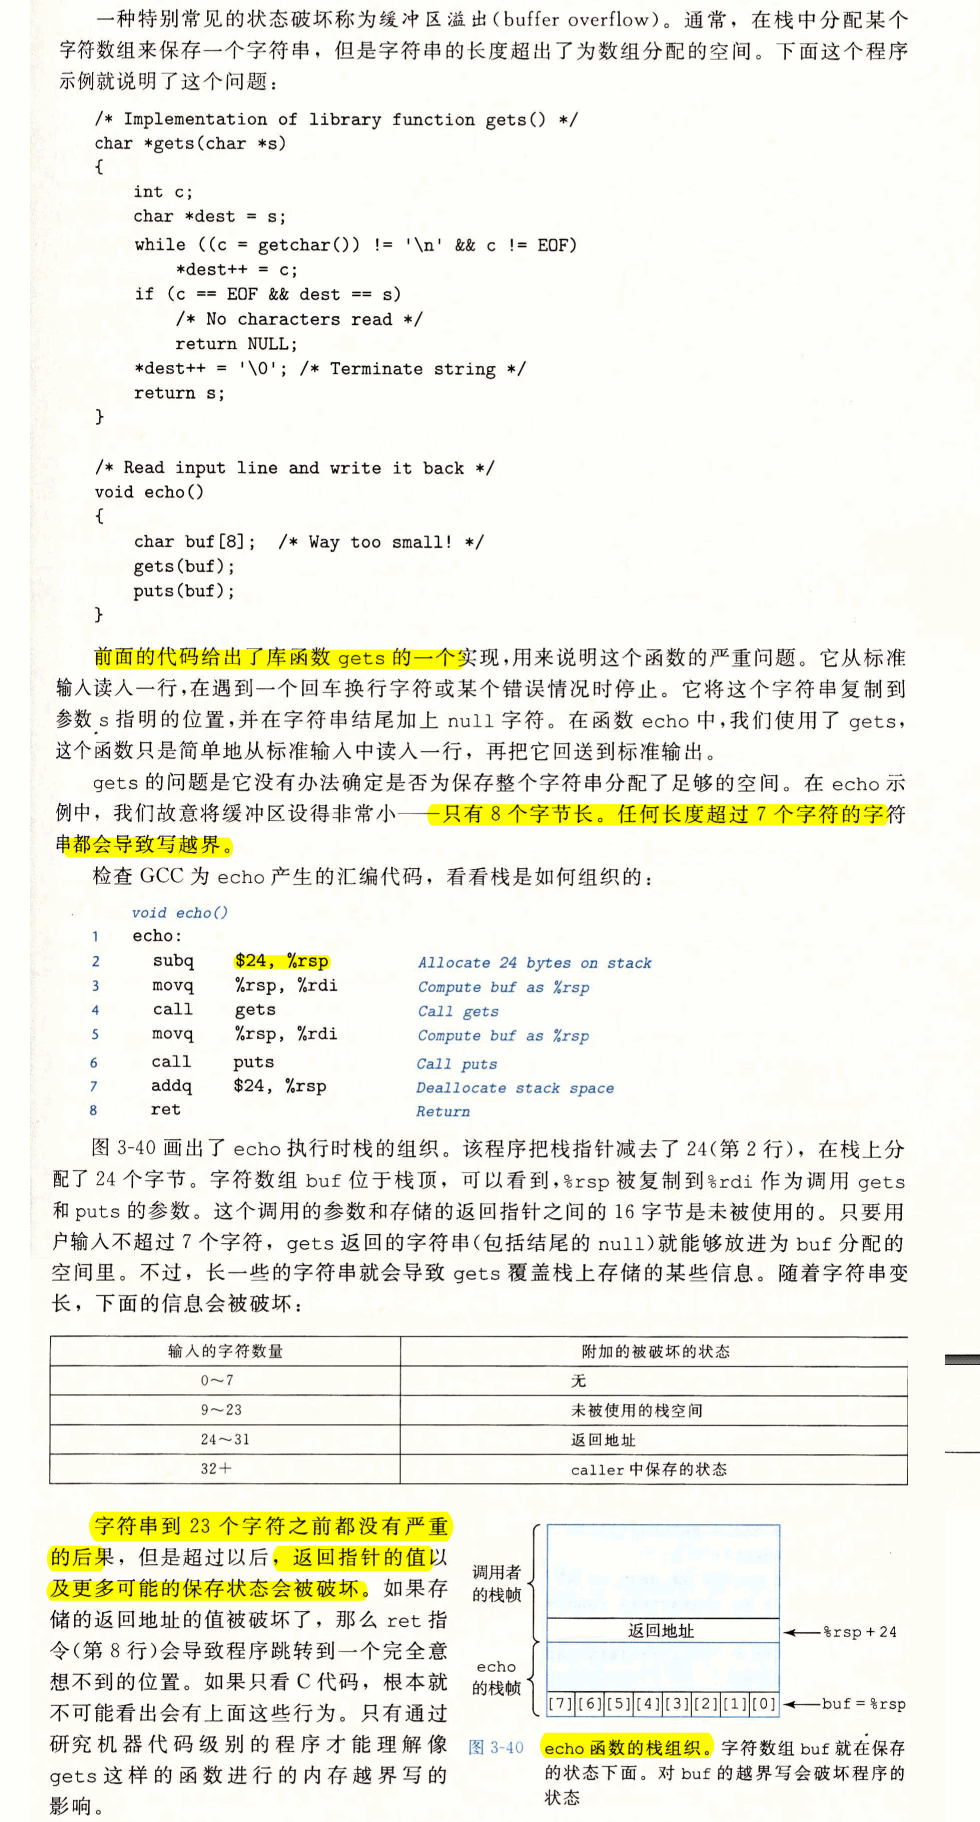 一种特别常见的状态破坏称为缓冲区溢出(buffer overflow)。通常，在栈中分配某个
字符数组来保存一个字符串，但是字符串的长度超出了为数组分配的空间。下面这个程序
示例就说明了这个问题：
/* Implementation of library function gets() */
char *gets(char *s)
{
    int c;
    char *dest = s;
    while ((c = getchar()) != '\n' && c != EOF)
        *dest++ = c;
    if (c == EOF && dest == s)
        /* No characters read */
        return NULL;
    *dest++ = '\0'; /* Terminate string */
    return s;
}
/* Read input line and write it back */
void echo()
{
    char buf[8];  /* Way too small! */
    gets(buf);
    puts(buf);
}
前面的代码给出了库函数 gets 的一个实现,用来说明这个函数的严重问题。它从标准
输入读入一行,在遇到一个回车换行字符或某个错误情况时停止。它将这个字符串复制到
参数 s 指明的位置,并在字符串结尾加上 null 字符。在函数 echo 中,我们使用了 gets,
这个函数只是简单地从标准输入中读入一行，再把它回送到标准输出。
gets 的问题是它没有办法确定是否为保存整个字符串分配了足够的空间。在 echo 示
例中，我们故意将缓冲区设得非常小——只有 8 个字节长。任何长度超过 7 个字符的字符
串都会导致写越界。
检查 GCC 为 echo 产生的汇编代码，看看栈是如何组织的：
void echo()
1 echo:
2 subq $24, %rsp Allocate 24 bytes on stack
3 movq %rsp, %rdi Compute buf as %rsp
4 call gets Call gets
5 movq %rsp, %rdi Compute buf as %rsp
6 call puts Call puts
7 addq $24, %rsp Deallocate stack space
8 ret Return
图 3-40 画出了 echo 执行时栈的组织。该程序把栈指针减去了 24(第 2 行)，在栈上分
配了 24 个字节。字符数组 buf 位于栈顶，可以看到,%rsp 被复制到%rdi 作为调用 gets
和 puts 的参数。这个调用的参数和存储的返回指针之间的 16 字节是未被使用的。只要用
户输入不超过 7 个字符，gets 返回的字符串(包括结尾的 null)就能够放进为 buf 分配的
空间里。不过，长一些的字符串就会导致 gets 覆盖栈上存储的某些信息。随着字符串变
长，下面的信息会被破坏：
输入的字符数量 附加的被破坏的状态
0～7 无
9～23 未被使用的栈空间
24～31 返回地址
32+ caller 中保存的状态
字符串到 23 个字符之前都没有严重
的后果，但是超过以后，返回指针的值以
及更多可能的保存状态会被破坏。如果存
储的返回地址的值被破坏了，那么 ret 指
令(第 8 行)会导致程序跳转到一个完全意
想不到的位置。如果只看 C 代码，根本就
不可能看出会有上面这些行为。只有通过
研究机器代码级别的程序才能理解像
gets 这样的函数进行的内存越界写的
影响。
调用者
的栈帧
返回地址 %rsp + 24
echo
的栈帧
[7][6][5][4][3][2][1][0] buf = %rsp
图 3-40 echo 函数的栈组织。字符数组 buf 就在保存
的状态下面。对 buf 的越界写会破坏程序的
状态